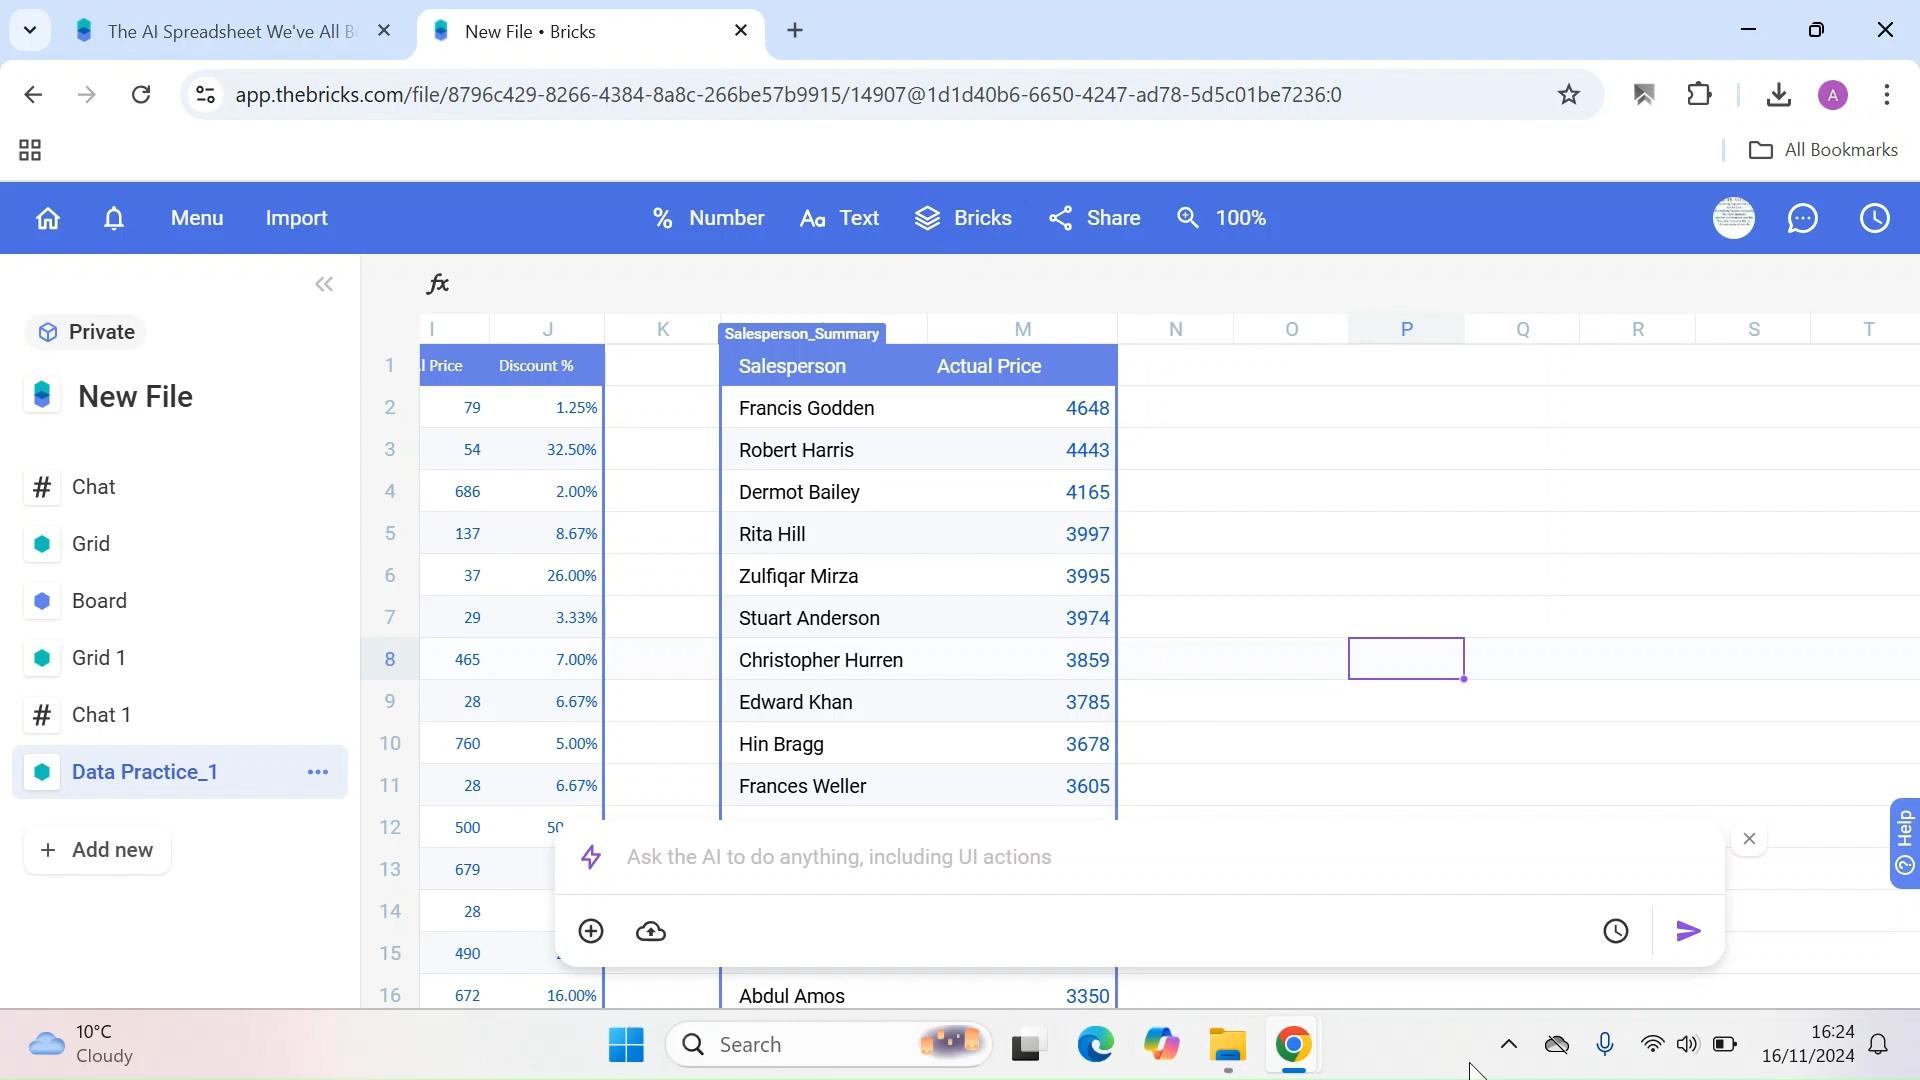 The AI Spreadsheet We've All B
New File • Bricks
app.thebricks.com/file/8796c429-8266-4384-8a8c-266be57b9915/14907@1d1d40b6-6650-4247-ad78-5d5c01be7236:0
A
All Bookmarks
Menu Import % Number Aa Text Bricks Share 100%
fx
Private
New File
# Chat
Grid
Board
Grid 1
# Chat 1
Data Practice_1
+ Add new
I J K M N O P Q R S T
Salesperson_Summary
1 l Price Discount % Salesperson Actual Price
2 79 1.25% Francis Godden 4648
3 54 32.50% Robert Harris 4443
4 686 2.00% Dermot Bailey 4165
5 137 8.67% Rita Hill 3997
6 37 26.00% Zulfiqar Mirza 3995
7 29 3.33% Stuart Anderson 3974
8 465 7.00% Christopher Hurren 3859
9 28 6.67% Edward Khan 3785
10 760 5.00% Hin Bragg 3678
11 28 6.67% Frances Weller 3605
12 500 50
13 679
14 28
15 490
16 672 16.00% Abdul Amos 3350
Ask the AI to do anything, including UI actions
Help
10°C
Cloudy
Search
16:24
16/11/2024